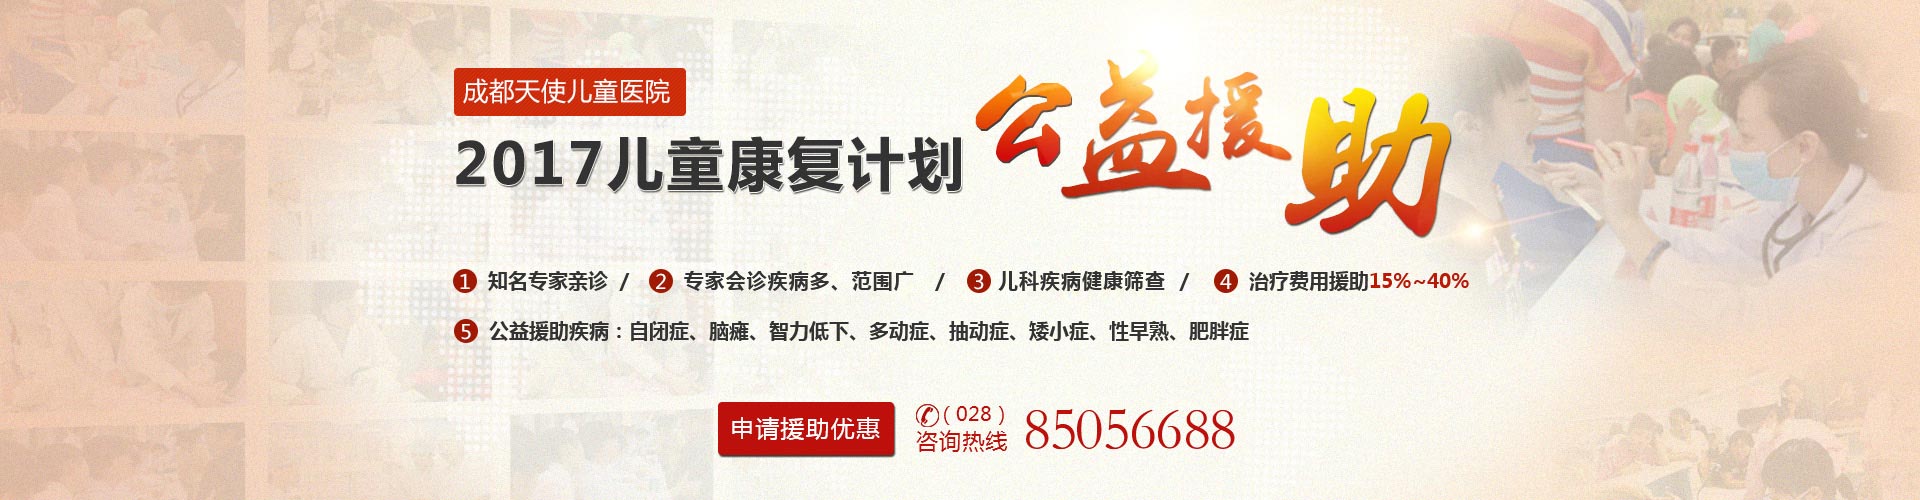 成都天使儿童医院
2017儿童康复计划 公益援助
1 知名专家亲诊 / 2 专家会诊疾病多、范围广 / 3 儿科疾病健康筛查 / 4 治疗费用援助15%~40%
5 公益援助疾病：自闭症、脑瘫、智力低下、多动症、抽动症、矮小症、性早熟、肥胖症
申请援助优惠
（028）
咨询热线 85056688